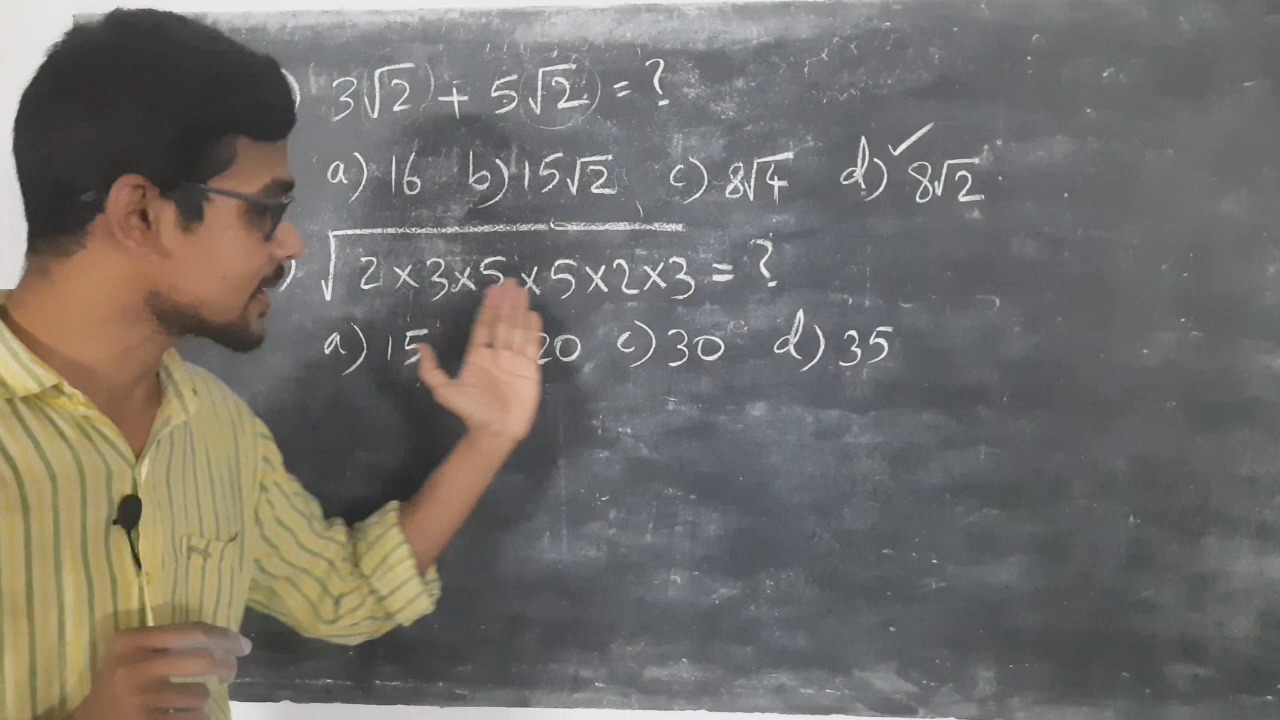 ) 3√2 + 5√2 = ?
a) 16 b) 15√2 c) 8√4 d)✓ 8√2
) √2×3×5×5×2×3 = ?
a) 15 20 c) 30 d) 35